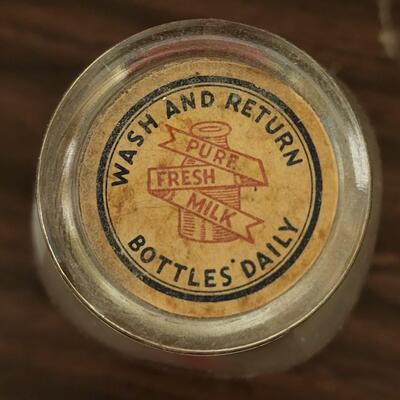 WASH AND RETURN
PURE
FRESH
MILK
BOTTLES DAILY